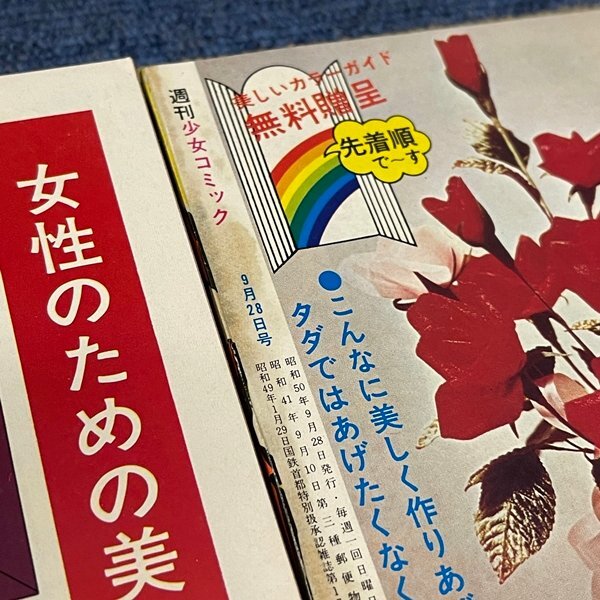 女性のための美
週刊少女コミック
9月28日号
美しいカラーガイド
無料贈呈
先着順
で〜す
●こんなに美しく作りあ
タダではあげたくなく
昭和50年9月28日発行・毎週一回日曜日
昭和41年9月10日第三種郵便物
昭和49年1月29日国鉄首都特別扱承認雑誌第1